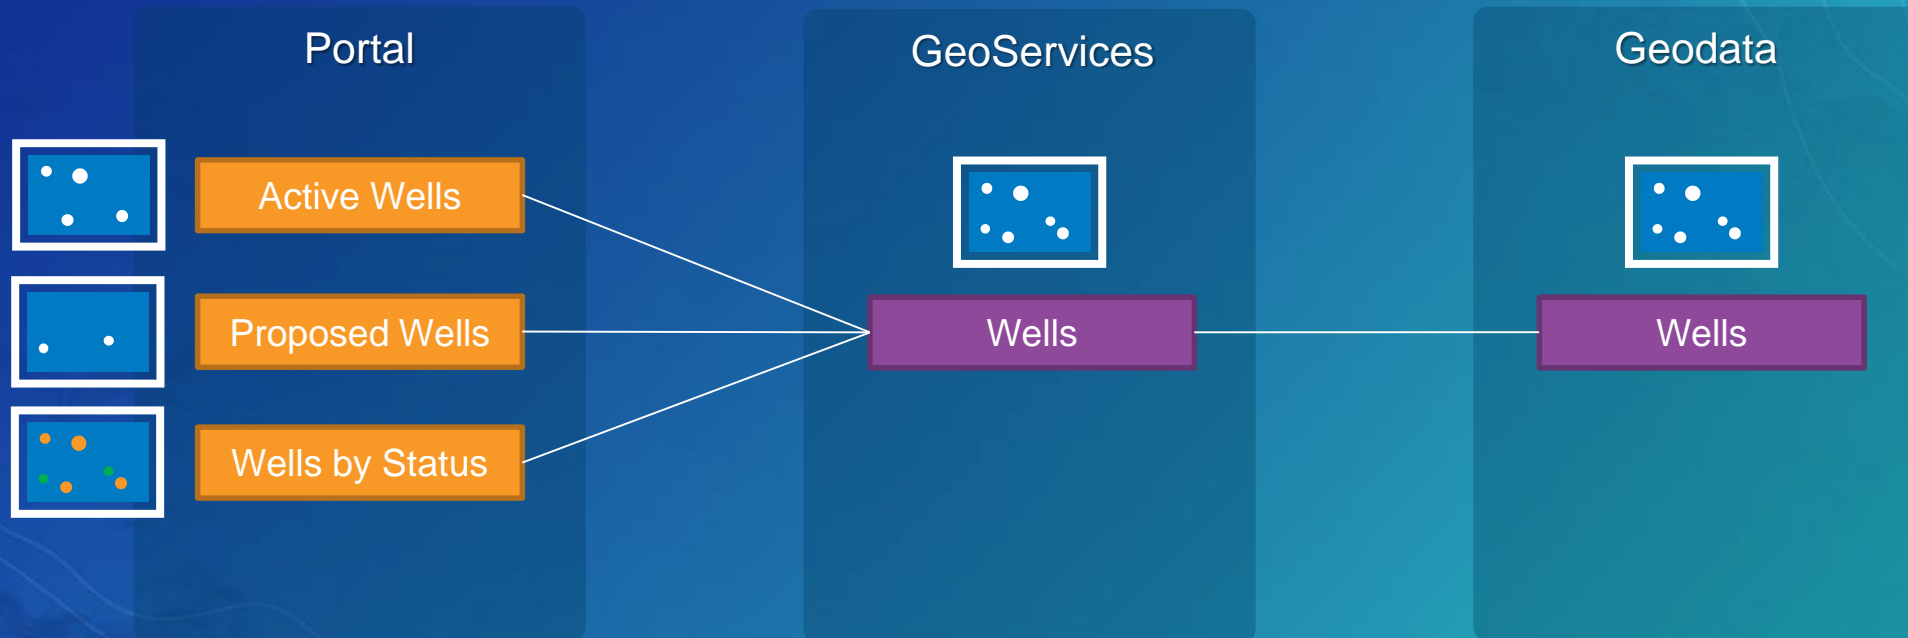 Portal
GeoServices
Geodata
Active Wells
Proposed Wells
Wells
Wells
Wells by Status